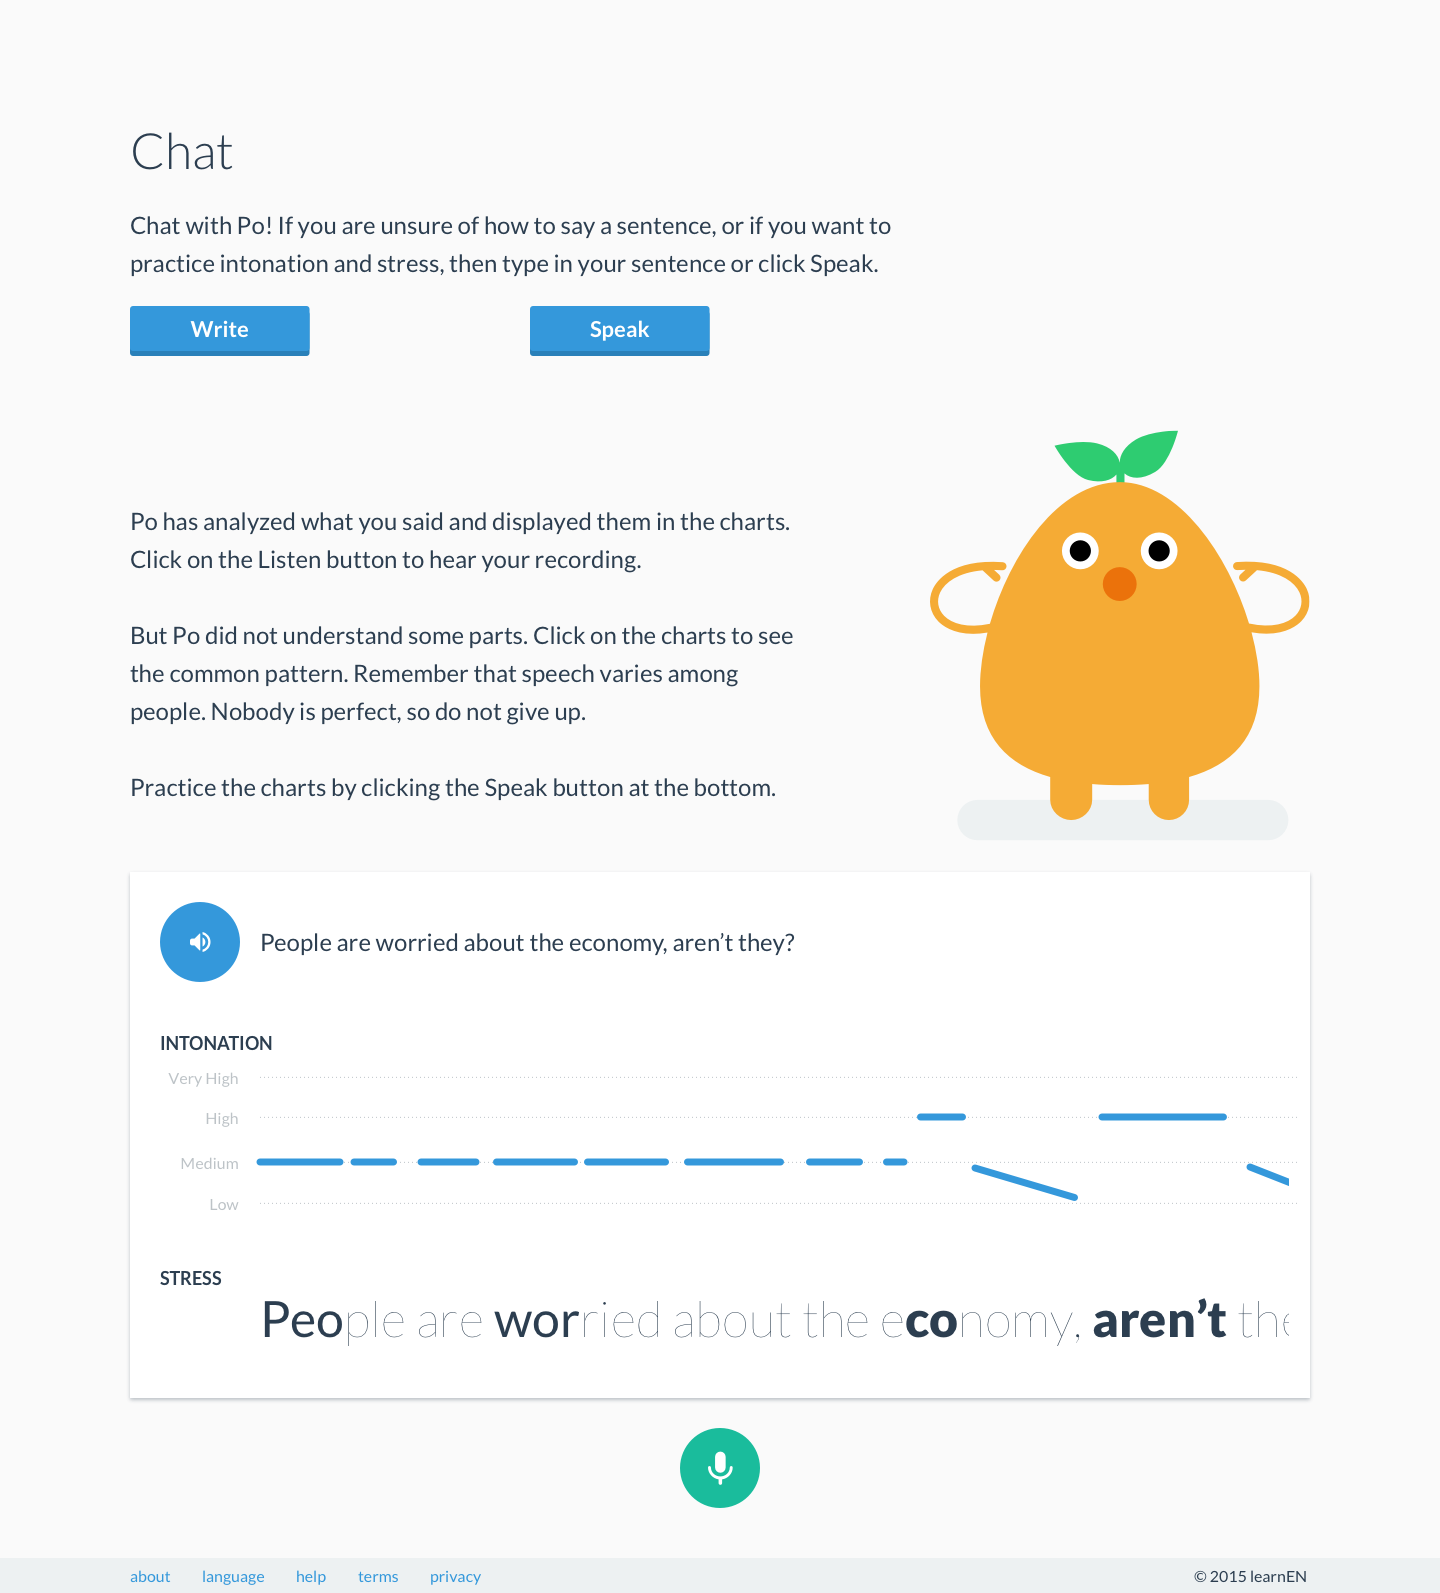 Chat
Chat with Po! If you are unsure of how to say a sentence, or if you want to
practice intonation and stress, then type in your sentence or click Speak.
Write
Speak
Po has analyzed what you said and displayed them in the charts.
Click on the Listen button to hear your recording.
But Po did not understand some parts. Click on the charts to see
the common pattern. Remember that speech varies among
people. Nobody is perfect, so do not give up.
Practice the charts by clicking the Speak button at the bottom.
People are worried about the economy, aren’t they?
INTONATION
Very High
High
Medium
Low
STRESS
People are worried about the economy, aren’t the
about language help terms privacy
© 2015 learnEN